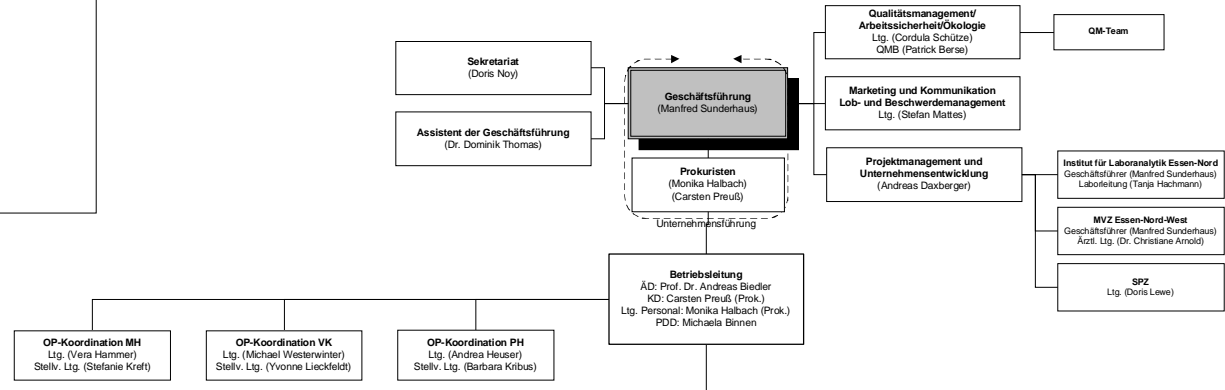 Qualitätsmanagement/
Arbeitssicherheit/Ökologie
Ltg. (Cordula Schütze)
QMB (Patrick Berse)
QM-Team
Sekretariat
(Doris Noy)
Geschäftsführung
(Manfred Sunderhaus)
Marketing und Kommunikation
Lob- und Beschwerdemanagement
Ltg. (Stefan Mattes)
Assistent der Geschäftsführung
(Dr. Dominik Thomas)
Prokuristen
(Monika Halbach)
(Carsten Preuß)
Unternehmensführung
Projektmanagement und
Unternehmensentwicklung
(Andreas Daxberger)
Institut für Laboranalytik Essen-Nord
Geschäftsführer (Manfred Sunderhaus)
Laborleitung (Tanja Hachmann)
MVZ Essen-Nord-West
Geschäftsführer (Manfred Sunderhaus)
Ärztl. Ltg. (Dr. Christiane Arnold)
SPZ
Ltg. (Doris Lewe)
Betriebsleitung
ÄD: Prof. Dr. Andreas Biedler
KD: Carsten Preuß (Prok.)
Ltg. Personal: Monika Halbach (Prok.)
PDD: Michaela Binnen
OP-Koordination MH
Ltg. (Vera Hammer)
Stellv. Ltg. (Stefanie Kreft)
OP-Koordination VK
Ltg. (Michael Westerwinter)
Stellv. Ltg. (Yvonne Lieckfeldt)
OP-Koordination PH
Ltg. (Andrea Heuser)
Stellv. Ltg. (Barbara Kribus)